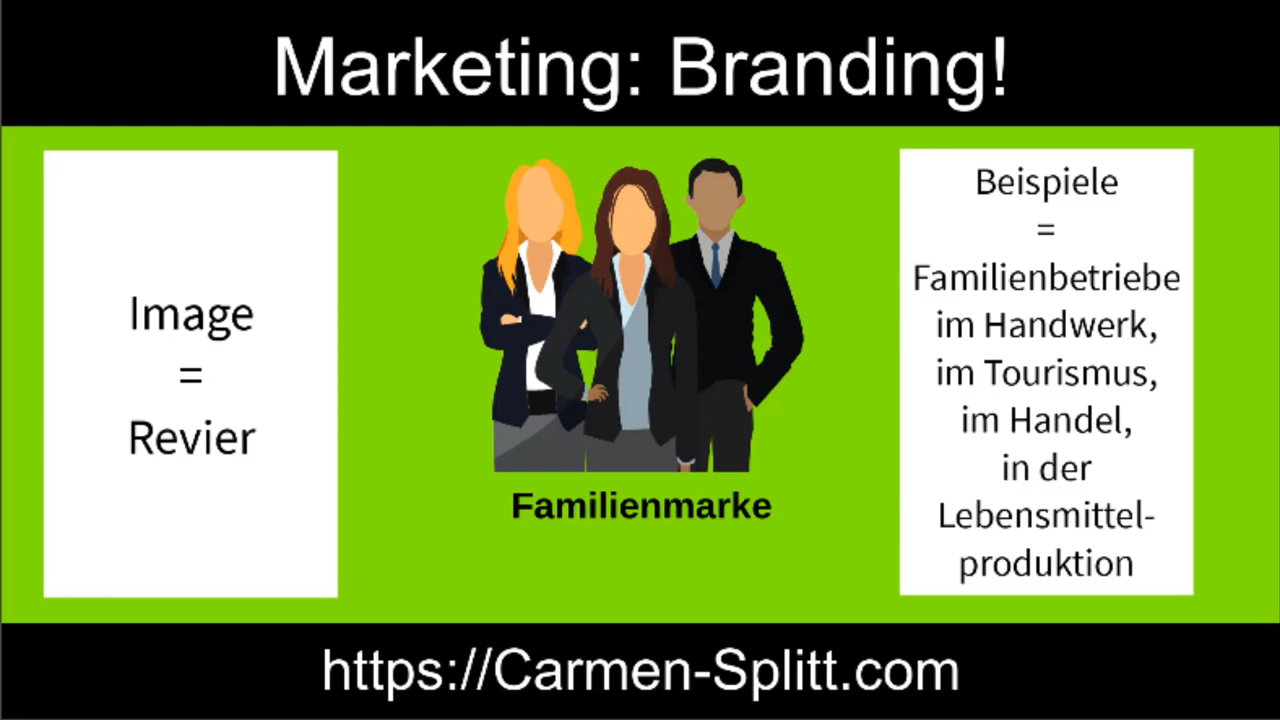 Marketing: Branding!
Image
=
Revier
Familienmarke
Beispiele
=
Familienbetriebe
im Handwerk,
im Tourismus,
im Handel,
in der
Lebensmittel-
produktion
https://Carmen-Splitt.com